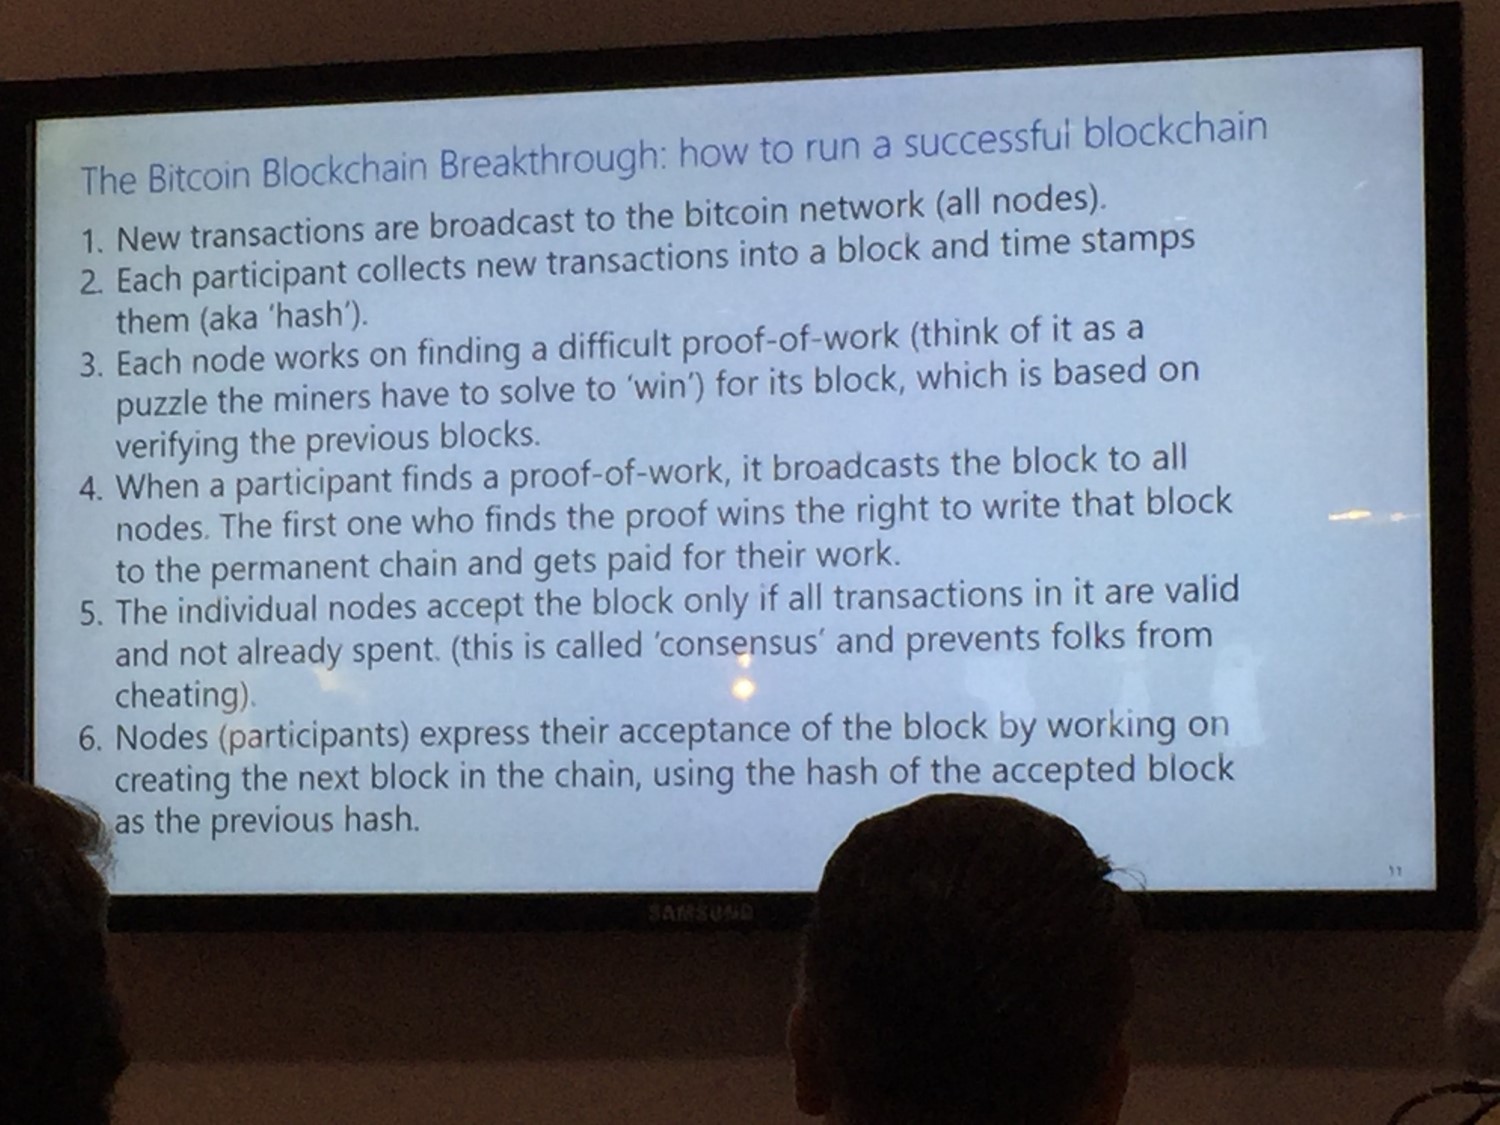 The Bitcoin Blockchain Breakthrough: how to run a successful blockchain
1. New transactions are broadcast to the bitcoin network (all nodes).
2. Each participant collects new transactions into a block and time stamps
them (aka 'hash').
3. Each node works on finding a difficult proof-of-work (think of it as a
puzzle the miners have to solve to 'win') for its block, which is based on
verifying the previous blocks.
4. When a participant finds a proof-of-work, it broadcasts the block to all
nodes. The first one who finds the proof wins the right to write that block
to the permanent chain and gets paid for their work.
5. The individual nodes accept the block only if all transactions in it are valid
and not already spent. (this is called 'consensus' and prevents folks from
cheating).
6. Nodes (participants) express their acceptance of the block by working on
creating the next block in the chain, using the hash of the accepted block
as the previous hash.
11
SAMSUNG